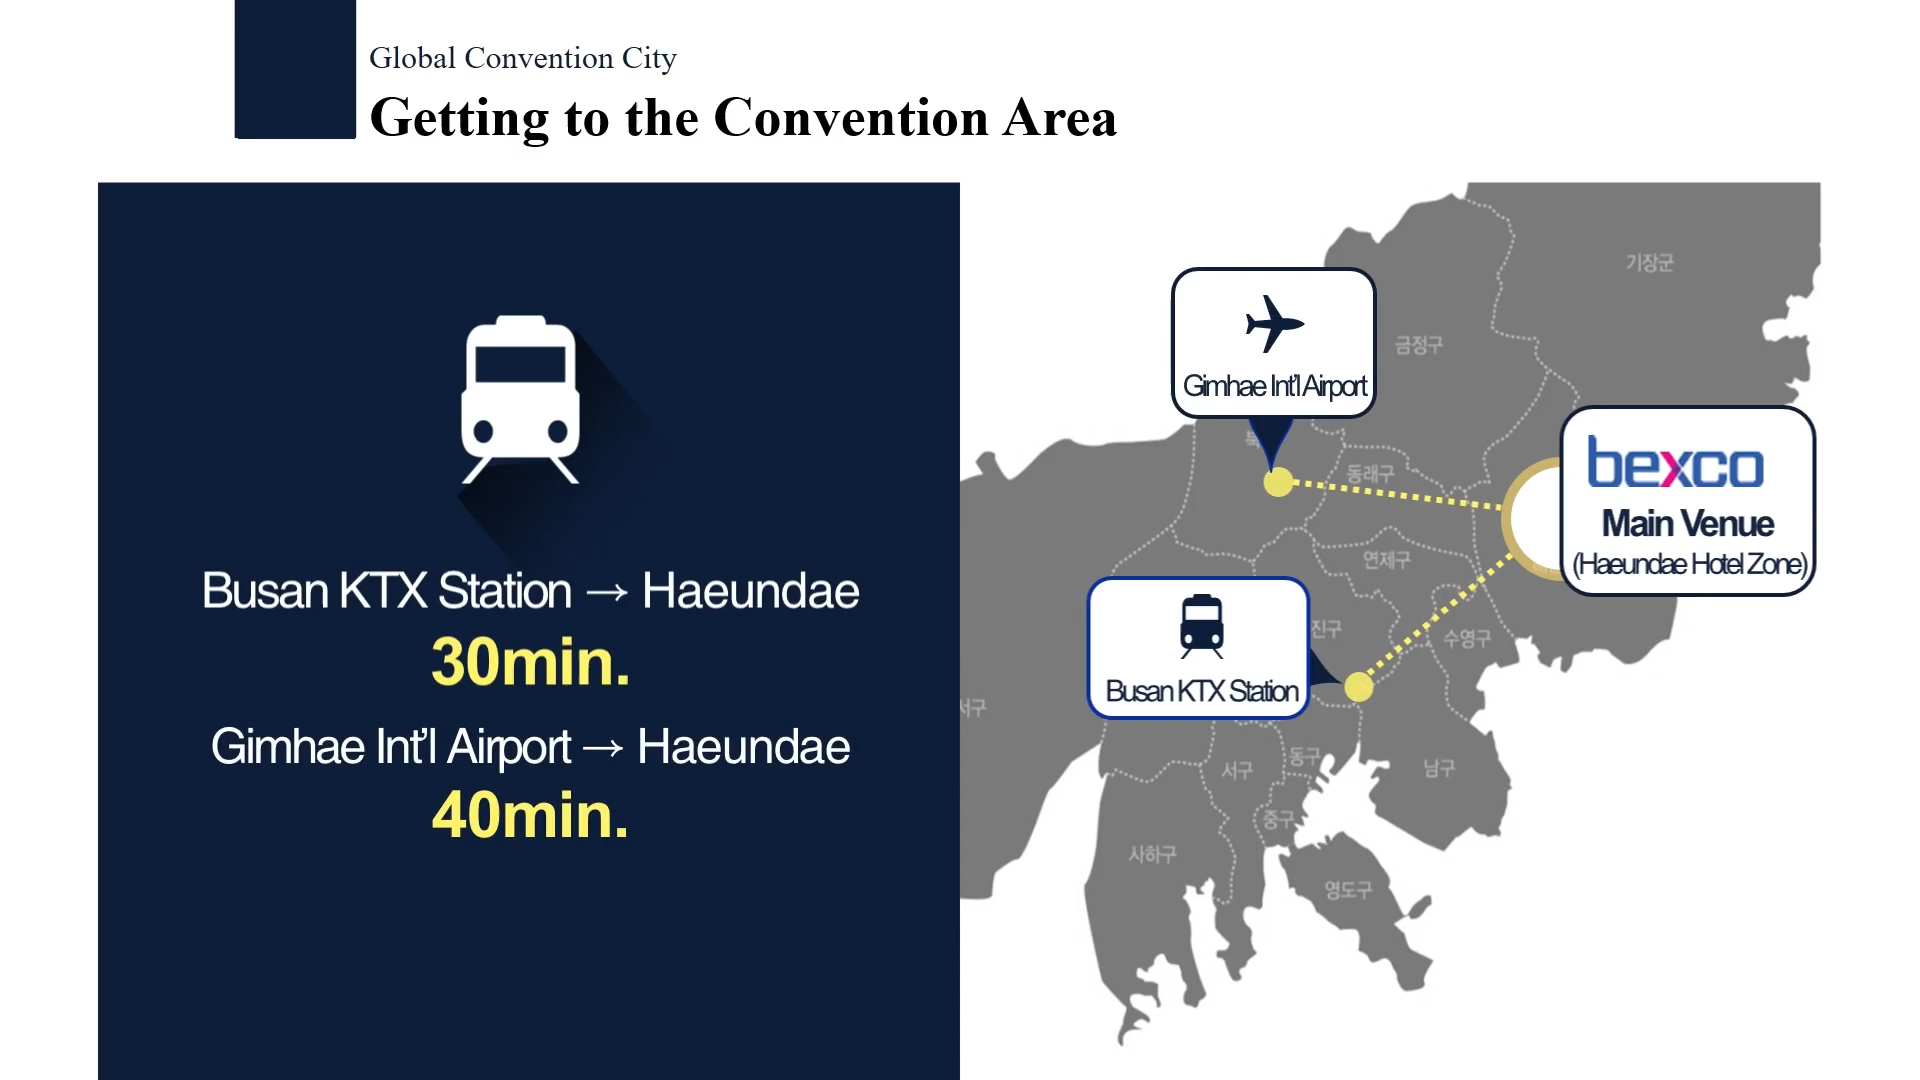 Global Convention City
Getting to the Convention Area
Busan KTX Station → Haeundae
30min.
Gimhae Int'l Airport → Haeundae
40min.
기장군
금정구
Gimhae Int'l Airport
동래구
bexco
Main Venue
(Haeundae Hotel Zone)
연제구
진구
수영구
Busan KTX Station
서구
동구
서구
남구
중구
사하구
영도구